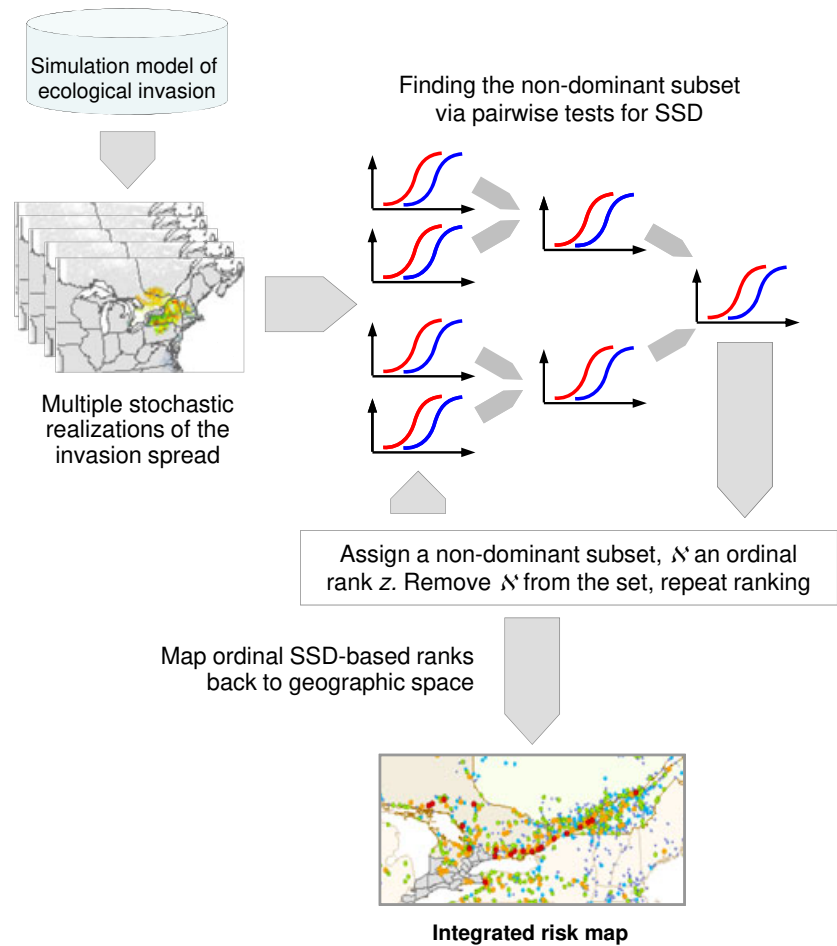 Simulation model of
ecological invasion
Finding the non-dominant subset
via pairwise tests for SSD
Multiple stochastic
realizations of the
invasion spread
Assign a non-dominant subset, ℵ an ordinal
rank z. Remove ℵ from the set, repeat ranking
Map ordinal SSD-based ranks
back to geographic space
Integrated risk map